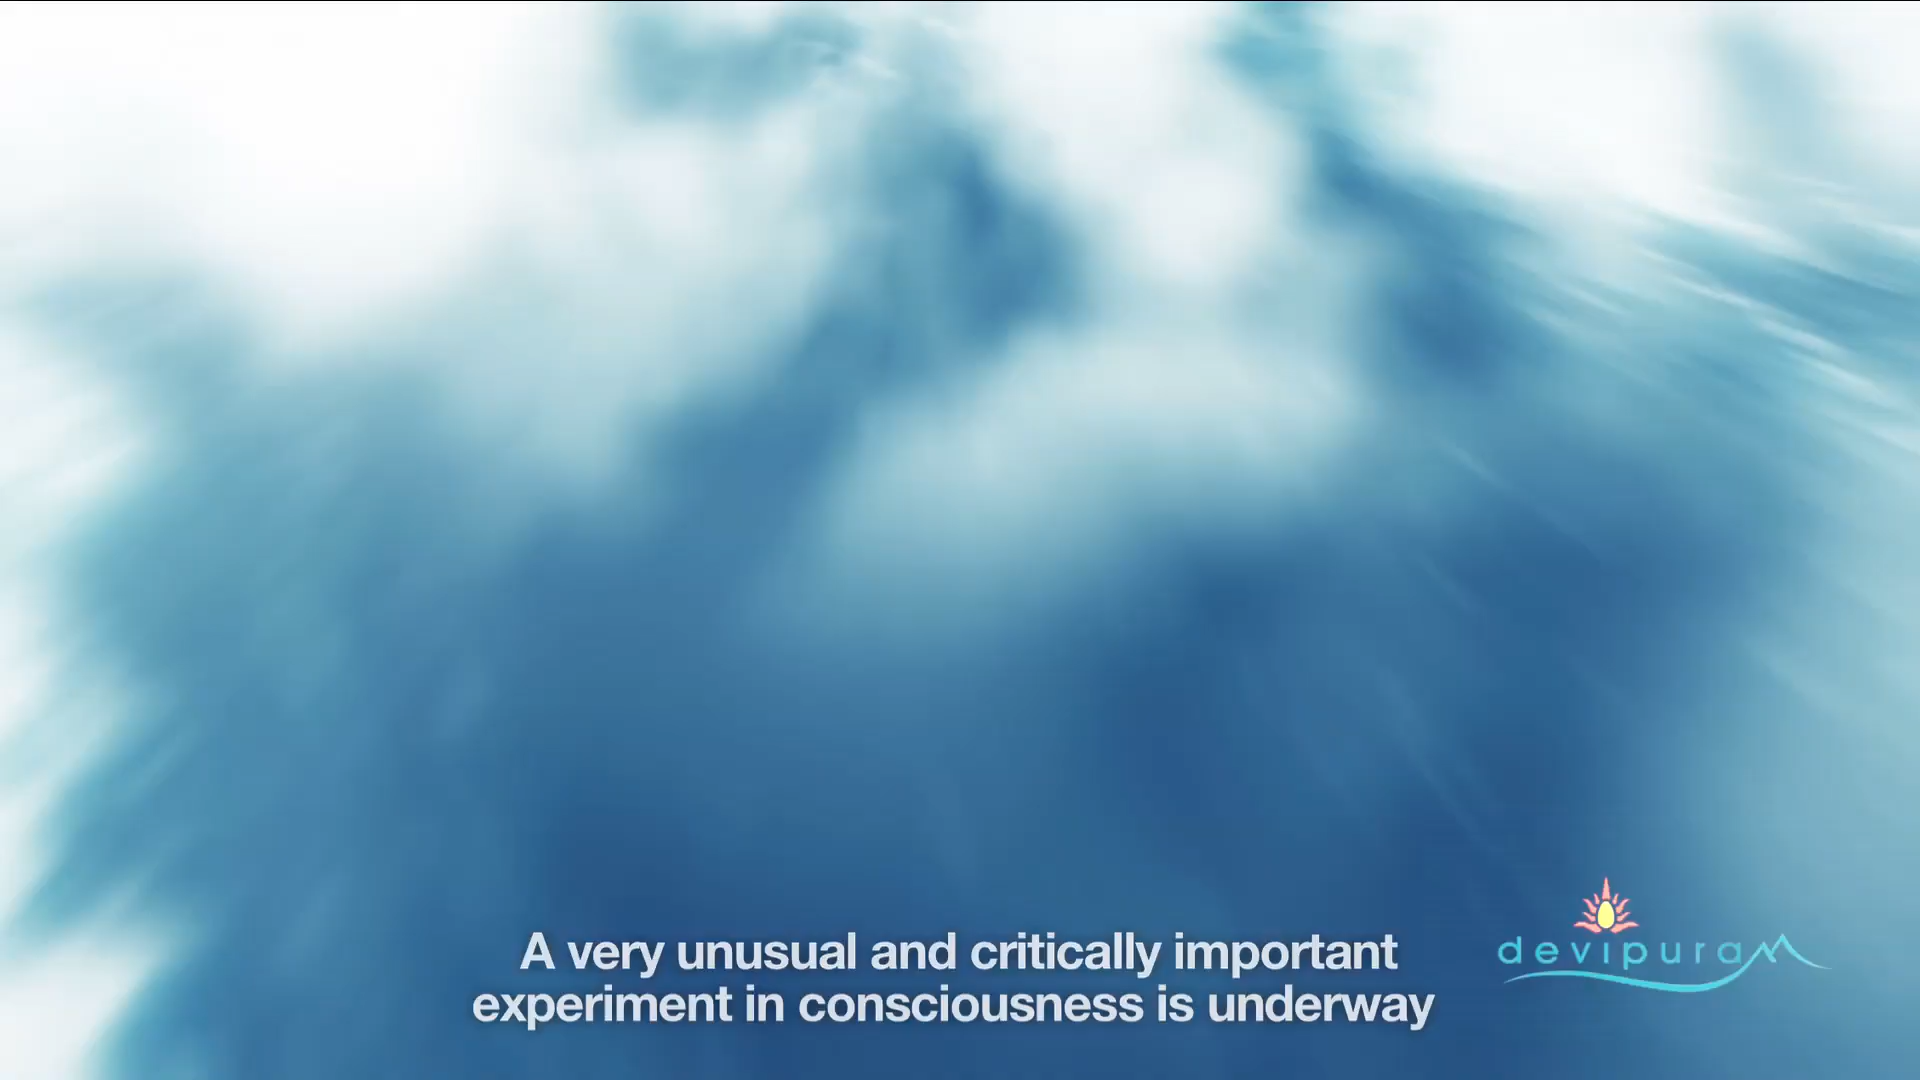 A very unusual and critically important
experiment in consciousness is underway
devipuram